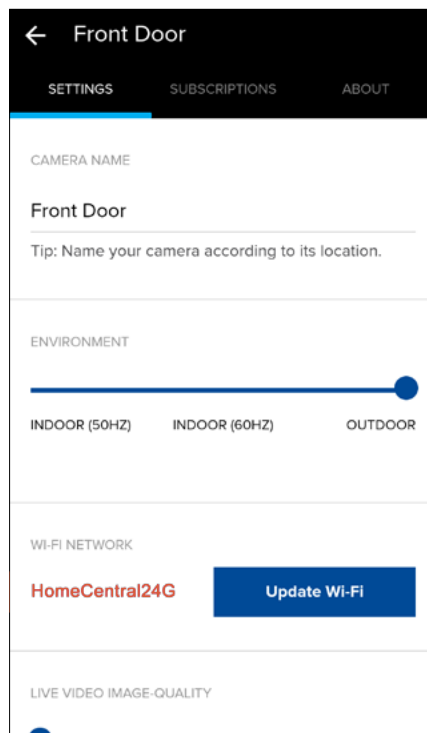 Front Door
SETTINGS SUBSCRIPTIONS ABOUT
CAMERA NAME
Front Door
Tip: Name your camera according to its location.
ENVIRONMENT
INDOOR (50HZ) INDOOR (60HZ) OUTDOOR
WI-FI NETWORK
HomeCentral24G Update Wi-Fi
LIVE VIDEO IMAGE-QUALITY